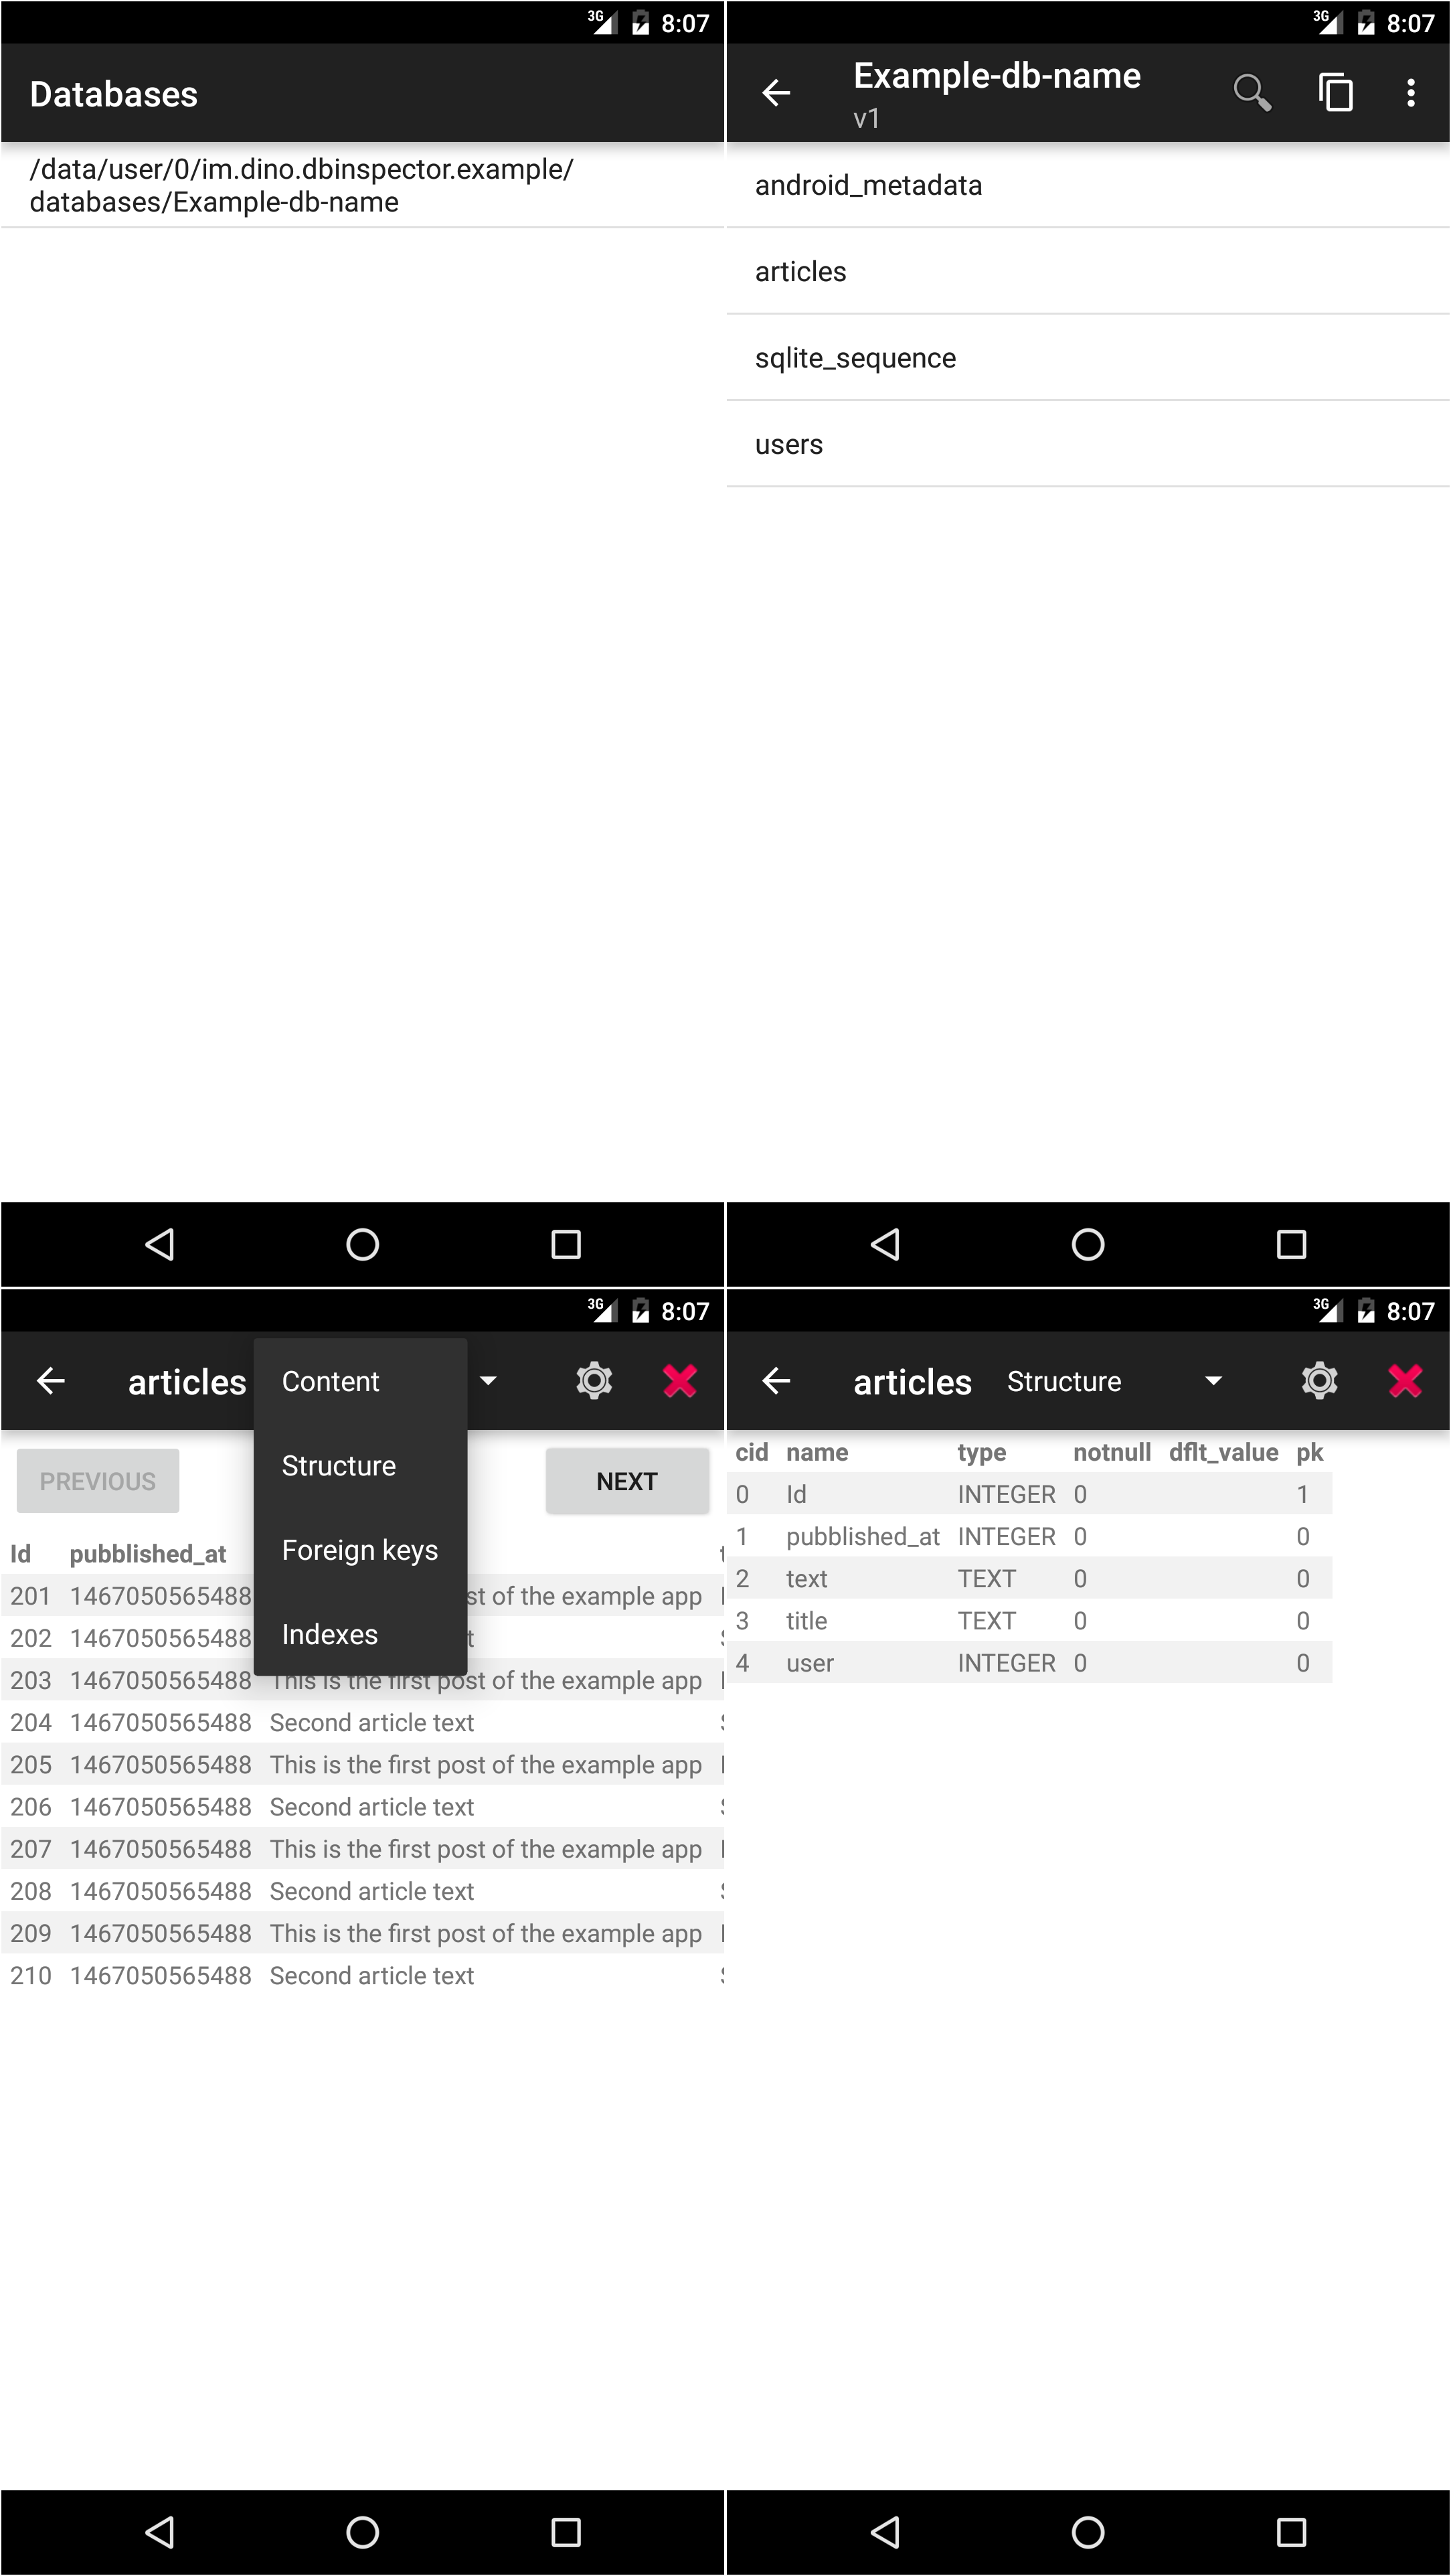 3G 8:07
Databases
/data/user/0/im.dino.dbinspector.example/
databases/Example-db-name
3G 8:07
Example-db-name
v1
android_metadata
articles
sqlite_sequence
users
3G 8:07
articles
Content
Structure
Foreign keys
Indexes
PREVIOUS NEXT
Id pubblished_at
201 1467050565488 st of the example app
202 1467050565488
203 1467050565488 This is the first post of the example app
204 1467050565488 Second article text
205 1467050565488 This is the first post of the example app
206 1467050565488 Second article text
207 1467050565488 This is the first post of the example app
208 1467050565488 Second article text
209 1467050565488 This is the first post of the example app
210 1467050565488 Second article text
3G 8:07
articles Structure
cid name type notnull dflt_value pk
0 Id INTEGER 0 1
1 pubblished_at INTEGER 0 0
2 text TEXT 0 0
3 title TEXT 0 0
4 user INTEGER 0 0